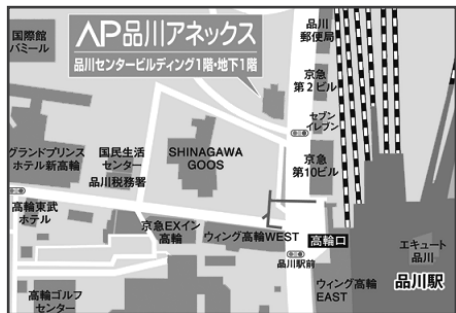 国際館
パミール
AP品川アネックス
品川センタービルディング1階・地下1階
品川
郵便局
京急
第2ビル
セブン
イレブン
グランドプリンス
ホテル新高輪
国民生活
センター
品川税務署
SHINAGAWA
GOOS
京急
第10ビル
高輪東武
ホテル
京急EXイン
高輪
ウィング高輪WEST
高輪口
品川駅前
エキュート
品川
品川駅
ウィング高輪
EAST
高輪ゴルフ
センター